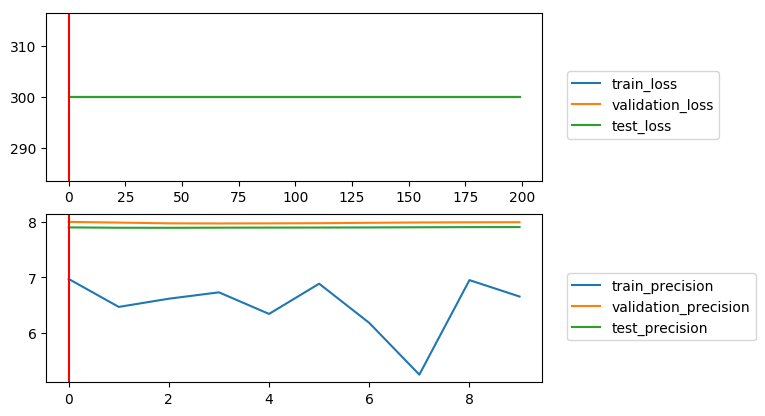 310
300
290
0 25 50 75 100 125 150 175 200
train_loss
validation_loss
test_loss
8
7
6
0 2 4 6 8
train_precision
validation_precision
test_precision